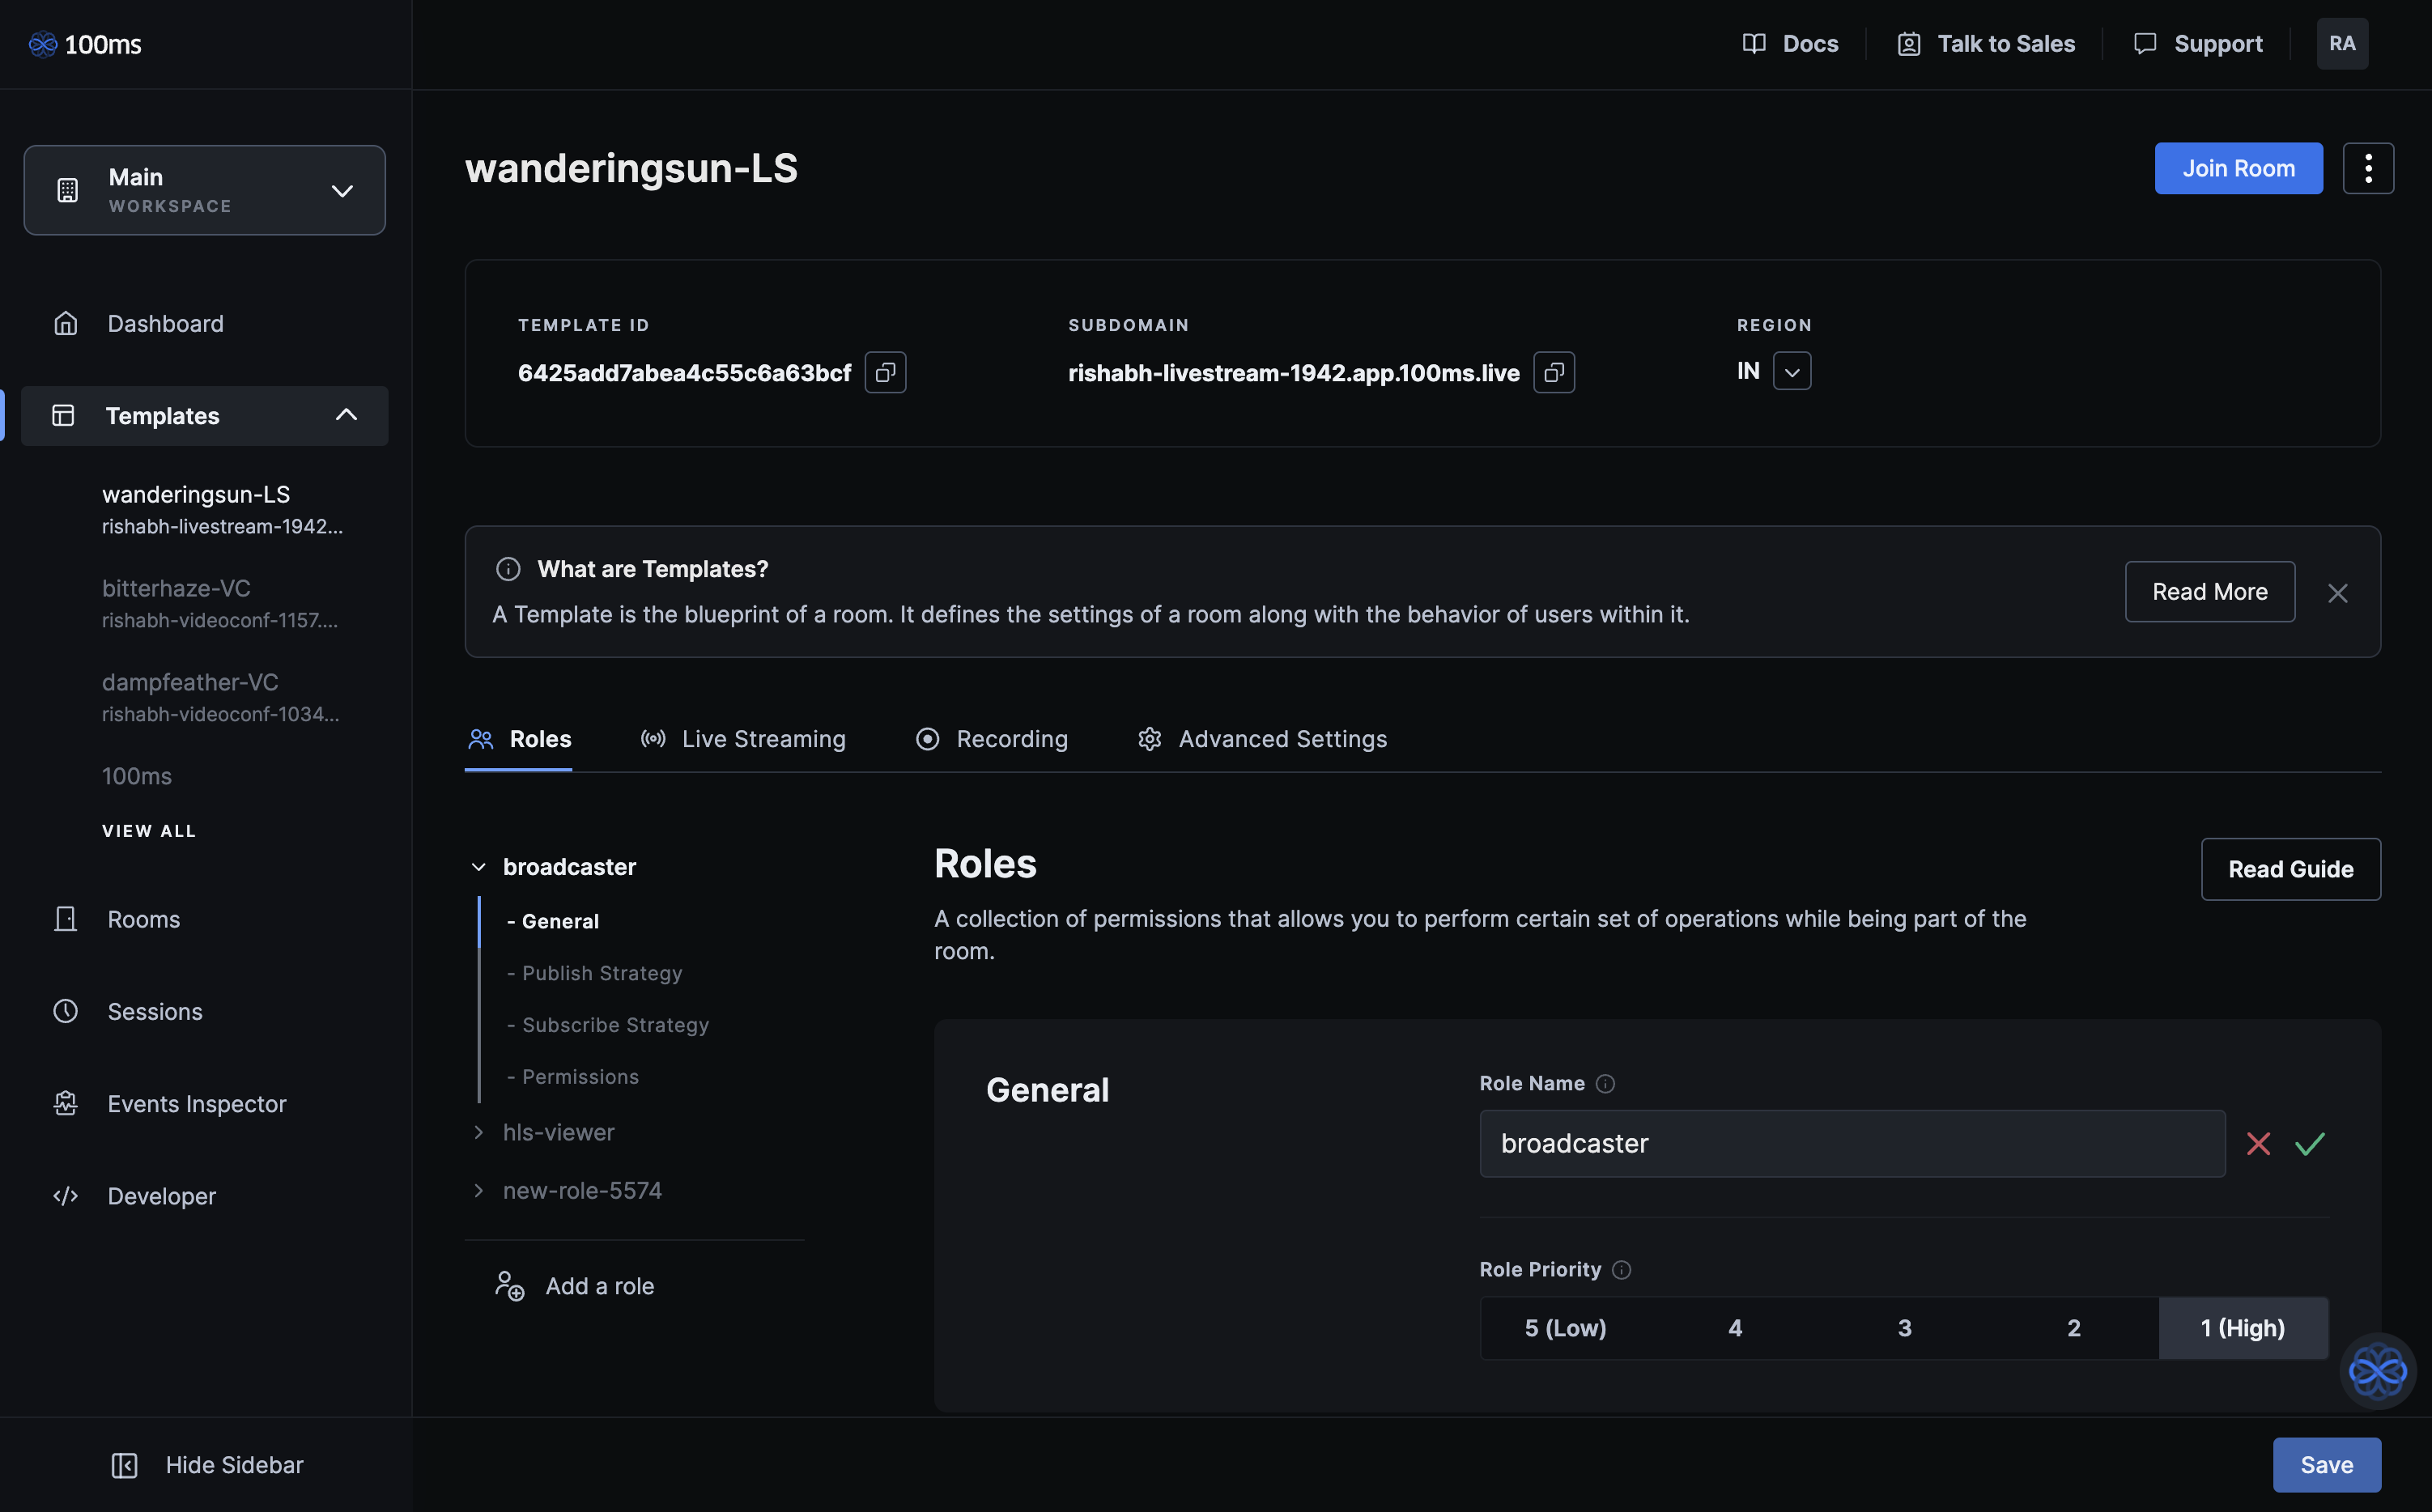 100ms
Docs
Talk to Sales
Support
RA
Main
WORKSPACE
Dashboard
Templates
wanderingsun-LS
rishabh-livestream-1942...
bitterhaze-VC
rishabh-videoconf-1157....
dampfeather-VC
rishabh-videoconf-1034...
100ms
VIEW ALL
Rooms
Sessions
Events Inspector
Developer
Hide Sidebar
wanderingsun-LS
Join Room
TEMPLATE ID
6425add7abea4c55c6a63bcf
SUBDOMAIN
rishabh-livestream-1942.app.100ms.live
REGION
IN
What are Templates?
A Template is the blueprint of a room. It defines the settings of a room along with the behavior of users within it.
Read More
Roles
Live Streaming
Recording
Advanced Settings
broadcaster
- General
- Publish Strategy
- Subscribe Strategy
- Permissions
hls-viewer
new-role-5574
Add a role
Roles
A collection of permissions that allows you to perform certain set of operations while being part of the
room.
Read Guide
General
Role Name
broadcaster
Role Priority
5 (Low) 4 3 2 1 (High)
Save